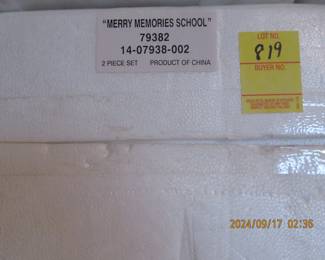 "MERRY MEMORIES SCHOOL"
79382
14-07938-002
2 PIECE SET PRODUCT OF CHINA
LOT NO.
819
BUYER NO.
2024/09/17 02:36